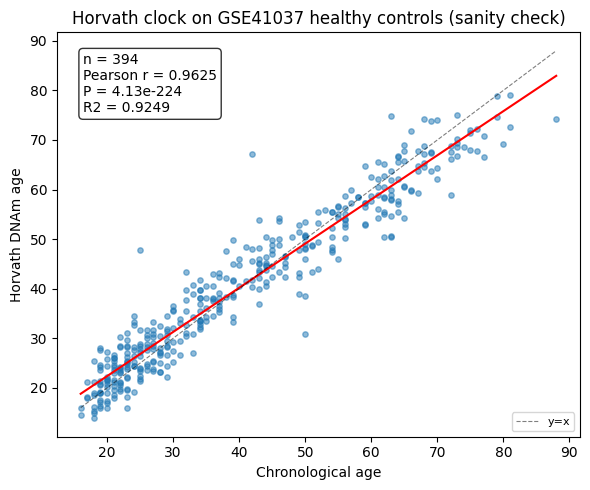 Horvath clock on GSE41037 healthy controls (sanity check)
n = 394
Pearson r = 0.9625
P = 4.13e-224
R2 = 0.9249
90
80
70
60
50
40
30
20
Horvath DNAm age
y=x
20 30 40 50 60 70 80 90
Chronological age